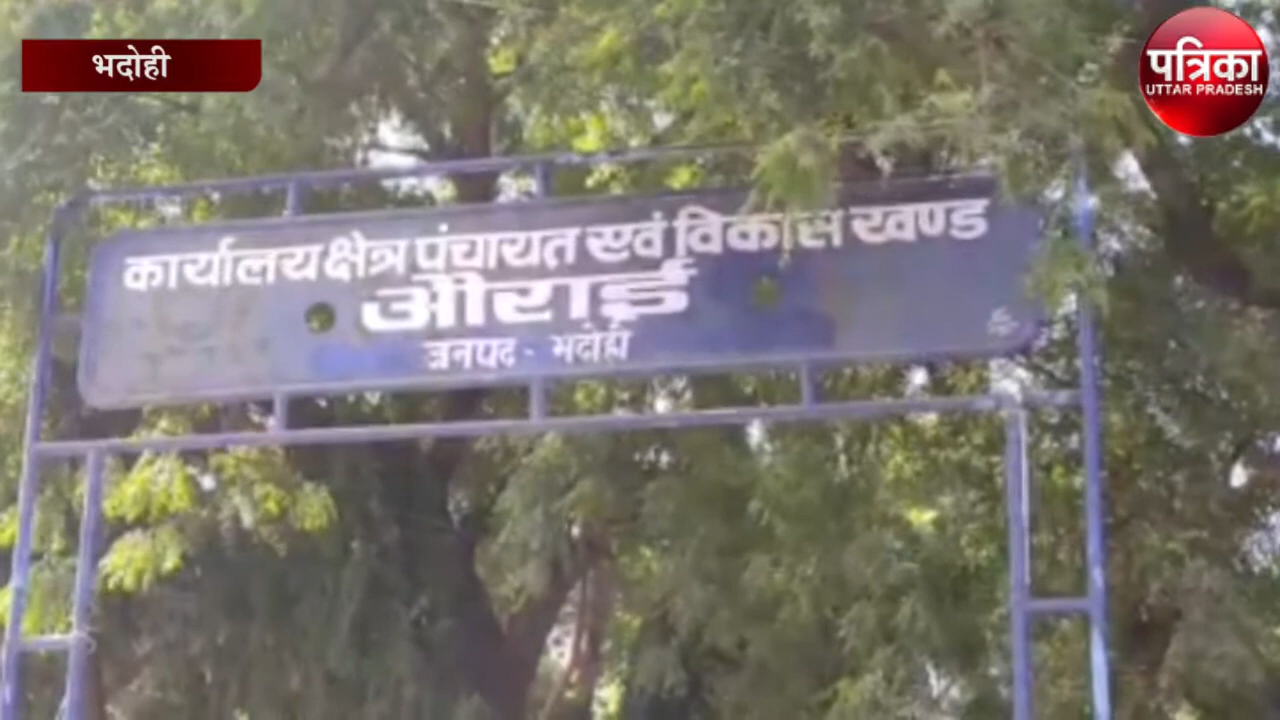 भदोही
पत्रिका
UTTAR PRADESH
कार्यालय क्षेत्र पंचायत एवं विकास खण्ड
औराई
जनपद - भदोही